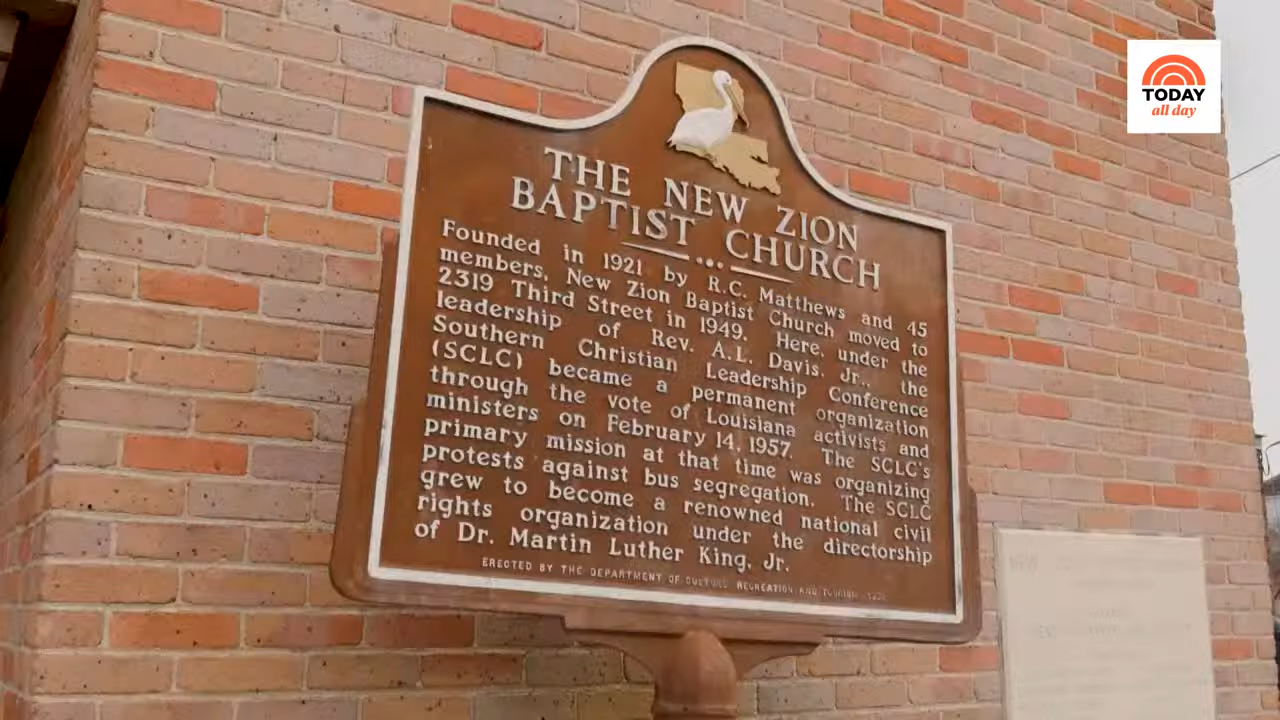 TODAY
all day
THE NEW ZION
BAPTIST CHURCH
Founded in 1921 by R.C. Matthews and 45
members, New Zion Baptist Church moved to
2319 Third Street in 1949. Here, under the
leadership of Rev. A.L. Davis, Jr., the
Southern Christian Leadership Conference
(SCLC) became a permanent organization
through the vote of Louisiana activists and
ministers on February 14, 1957. The SCLC's
primary mission at that time was organizing
protests against bus segregation. The SCLC
grew to become a renowned national civil
rights organization under the directorship
of Dr. Martin Luther King, Jr.
ERECTED BY THE DEPARTMENT OF CULTURE RECREATION AND TOURISM